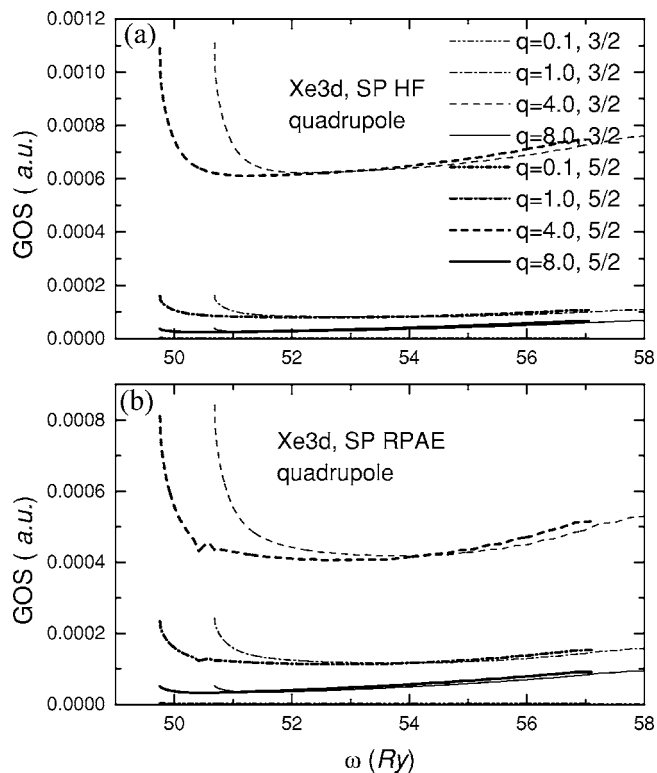 (a)
Xe3d, SP HF
quadrupole
q=0.1, 3/2
q=1.0, 3/2
q=4.0, 3/2
q=8.0, 3/2
q=0.1, 5/2
q=1.0, 5/2
q=4.0, 5/2
q=8.0, 5/2
GOS ( a.u.)
0.0012
0.0010
0.0008
0.0006
0.0004
0.0002
0.0000
50 52 54 56 58
(b)
Xe3d, SP RPAE
quadrupole
GOS ( a.u.)
0.0008
0.0006
0.0004
0.0002
0.0000
50 52 54 56 58
ω (Ry)